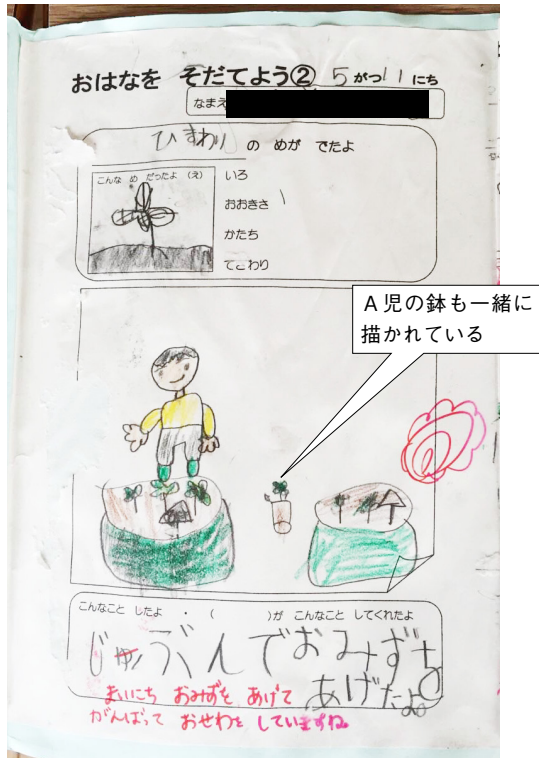 おはなを そだてよう② 5がつ11にち
なまえ
ひまわり の めが でたよ
こんな め だったよ (え)
いろ
おおきさ
かたち
てざわり
A児の鉢も一緒に
描かれている
こんなこと したよ ・ ( )が こんなこと してくれたよ
じゅぶんでおみずを
あげたよ。
まいにち おみずを あげて
がんばって おせわを していますね。